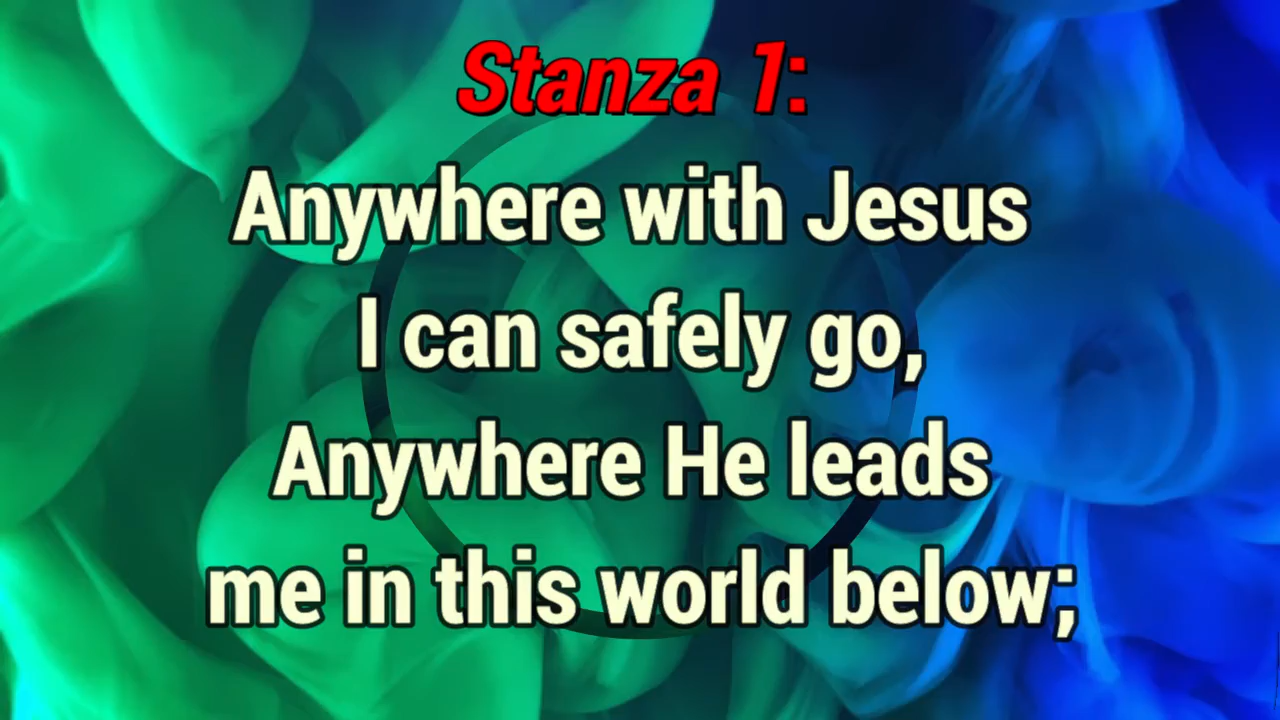 Stanza 1:
Anywhere with Jesus
I can safely go,
Anywhere He leads
me in this world below;